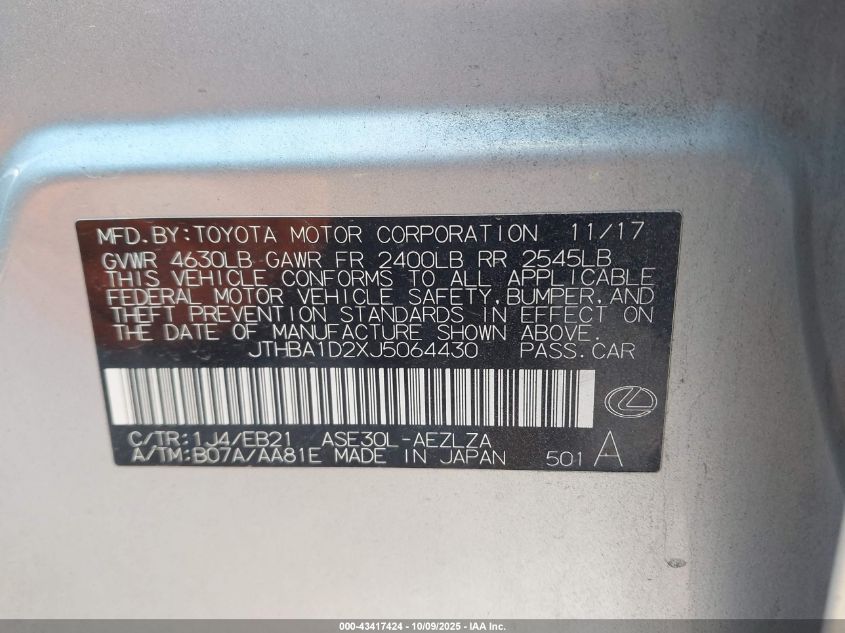 MFD.BY:TOYOTA MOTOR CORPORATION 11/17
GVWR 4630LB GAWR FR 2400LB RR 2545LB
THIS VEHICLE CONFORMS TO ALL APPLICABLE
FEDERAL MOTOR VEHICLE SAFETY,BUMPER,AND
THEFT PREVENTION STANDARDS IN EFFECT ON
THE DATE OF MANUFACTURE SHOWN ABOVE.
JTHBA1D2XJ5064430 PASS.CAR
C/TR:1J4/EB21 ASE30L-AEZLZA
A/TM:B07A/AA81E MADE IN JAPAN 501 A
000-43417424 - 10/09/2025 - IAA Inc.